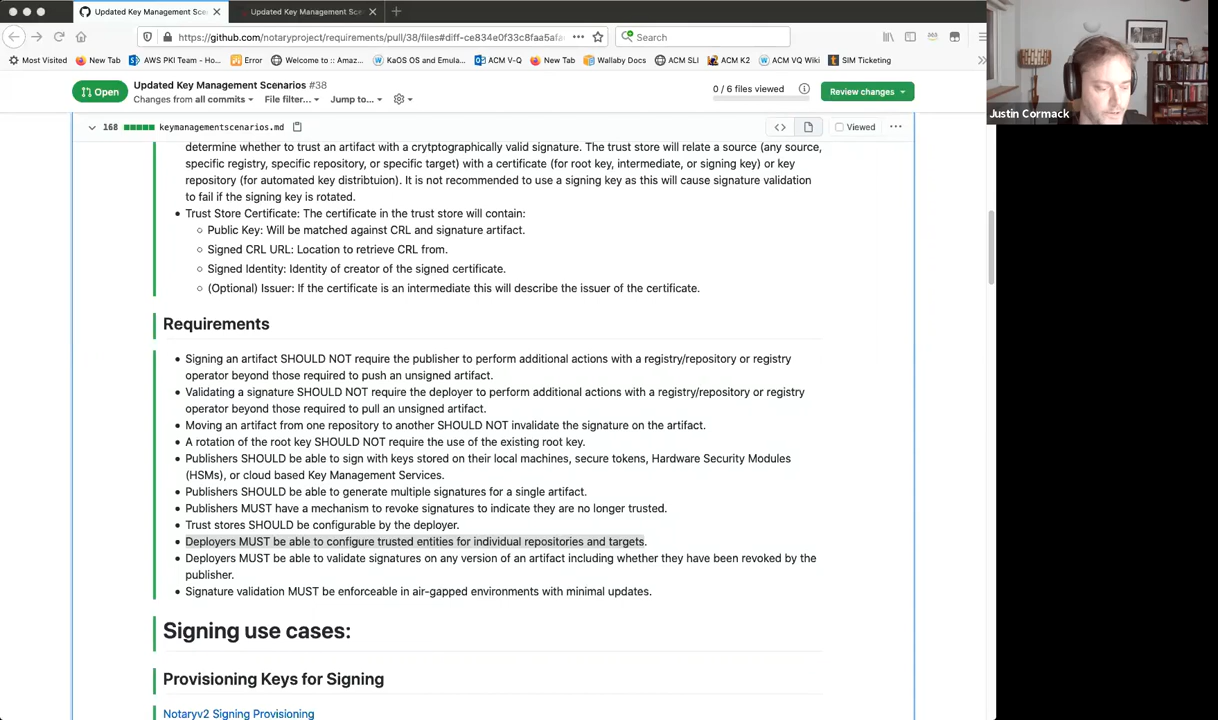 Updated Key Management Sce
Updated Key Management Sce
https://github.com/notaryproject/requirements/pull/38/files#diff-ce834e0f33c8faa5afa
Search
Most Visited
New Tab
AWS PKI Team - Ho...
Error
Welcome :: Amaz...
KaOS OS and Emula...
ACM V-Q
New Tab
Wallaby Docs
ACM SLI
ACM K2
ACM VQ Wiki
SIM Ticketing
Open
Updated Key Management Scenarios #38
Changes from all commits
File filter...
Jump to...
0 / 6 files viewed
Review changes
Justin Cormack
168
keymanagementscenarios.md
Viewed
determine whether to trust an artifact with a cryptographically valid signature. The trust store will relate a source (any source,
specific registry, specific repository, or specific target) with a certificate (for root key, intermediate, or signing key) or key
repository (for automated key distribtuion). It is not recommended to use a signing key as this will cause signature validation
to fail if the signing key is rotated.
• Trust Store Certificate: The certificate in the trust store will contain:
○ Public Key: Will be matched against CRL and signature artifact.
○ Signed CRL URL: Location to retrieve CRL from.
○ Signed Identity: Identity of creator of the signed certificate.
○ (Optional) Issuer: If the certificate is an intermediate this will describe the issuer of the certificate.
Requirements
• Signing an artifact SHOULD NOT require the publisher to perform additional actions with a registry/repository or registry
operator beyond those required to push an unsigned artifact.
• Validating a signature SHOULD NOT require the deployer to perform additional actions with a registry/repository or registry
operator beyond those required to pull an unsigned artifact.
• Moving an artifact from one repository to another SHOULD NOT invalidate the signature on the artifact.
• A rotation of the root key SHOULD NOT require the use of the existing root key.
• Publishers SHOULD be able to sign with keys stored on their local machines, secure tokens, Hardware Security Modules
(HSMs), or cloud based Key Management Services.
• Publishers SHOULD be able to generate multiple signatures for a single artifact.
• Publishers MUST have a mechanism to revoke signatures to indicate they are no longer trusted.
• Trust stores SHOULD be configurable by the deployer.
• Deployers MUST be able to configure trusted entities for individual repositories and targets.
• Deployers MUST be able to validate signatures on any version of an artifact including whether they have been revoked by the
publisher.
• Signature validation MUST be enforceable in air-gapped environments with minimal updates.
Signing use cases:
Provisioning Keys for Signing
Notaryv2 Signing Provisioning